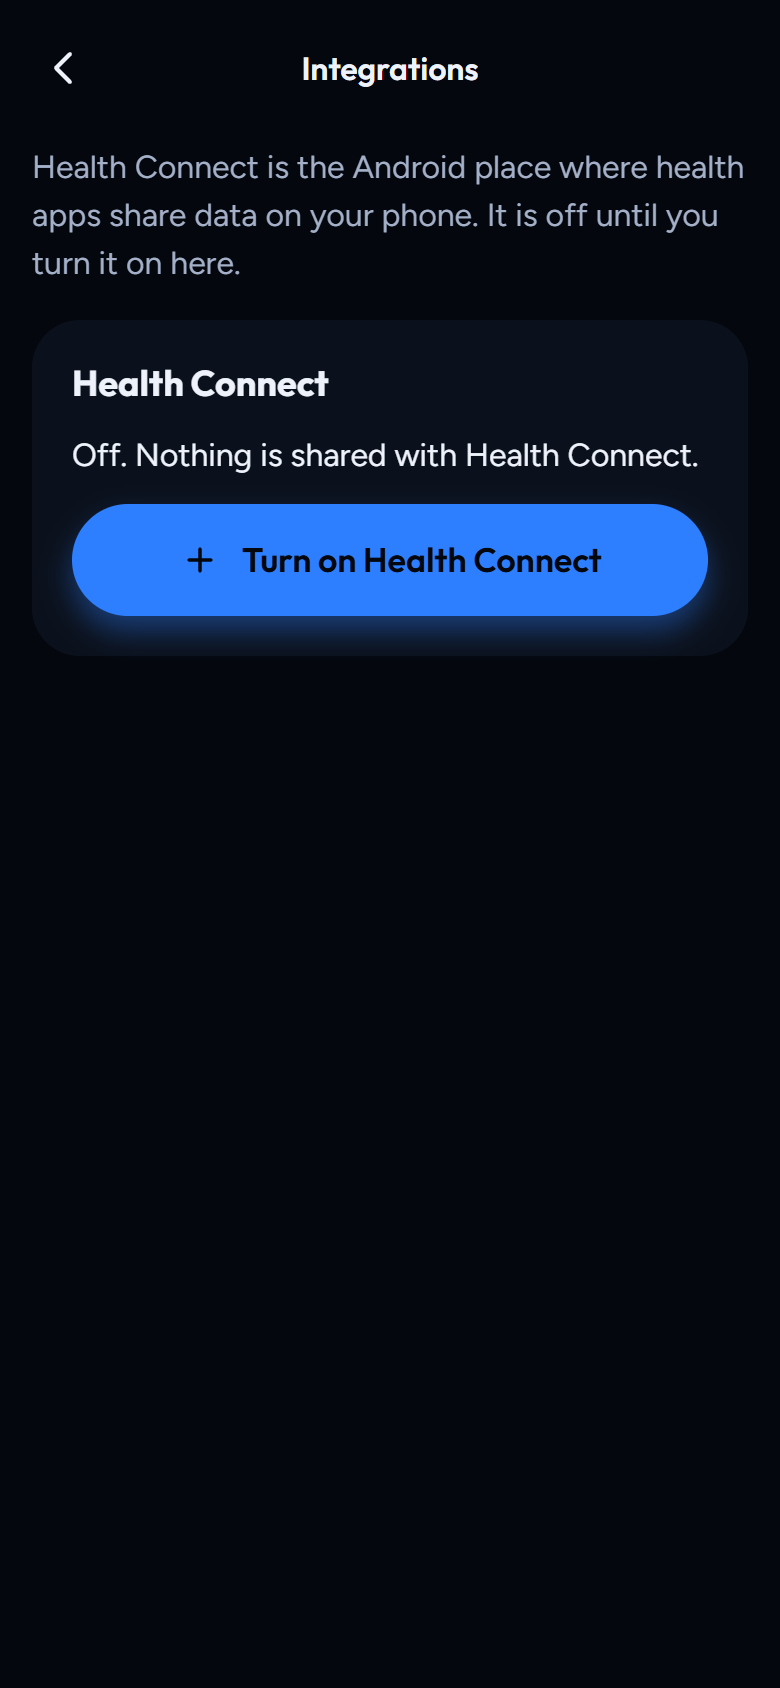 Integrations
Health Connect is the Android place where health
apps share data on your phone. It is off until you
turn it on here.
Health Connect
Off. Nothing is shared with Health Connect.
Turn on Health Connect